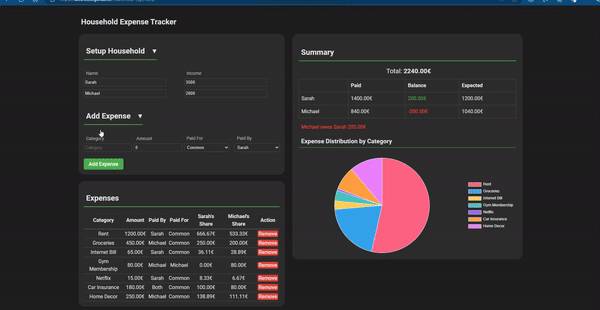 Household Expense Tracker
Setup Household ▼
Name Income
Sarah 3500
Michael 2800
Add Expense ▼
Category Amount Paid For Paid By
Category 0 Common Sarah
Add Expense
Expenses
Category Amount Paid By Paid For Sarah's Share Michael's Share Action
Rent 1200.00€ Sarah Common 666.67€ 533.33€ Remove
Groceries 450.00€ Michael Common 250.00€ 200.00€ Remove
Internet Bill 65.00€ Sarah Common 36.11€ 28.89€ Remove
Gym Membership 80.00€ Michael Michael 0.00€ 80.00€ Remove
Netflix 15.00€ Sarah Common 8.33€ 6.67€ Remove
Car Insurance 180.00€ Both Common 100.00€ 80.00€ Remove
Home Decor 250.00€ Michael Common 138.89€ 111.11€ Remove
Summary
Total: 2240.00€
Paid Balance Expected
Sarah 1400.00€ 200.00€ 1200.00€
Michael 840.00€ -200.00€ 1040.00€
Michael owes Sarah 200.00€
Expense Distribution by Category
Rent
Groceries
Internet Bill
Gym Membership
Netflix
Car Insurance
Home Decor